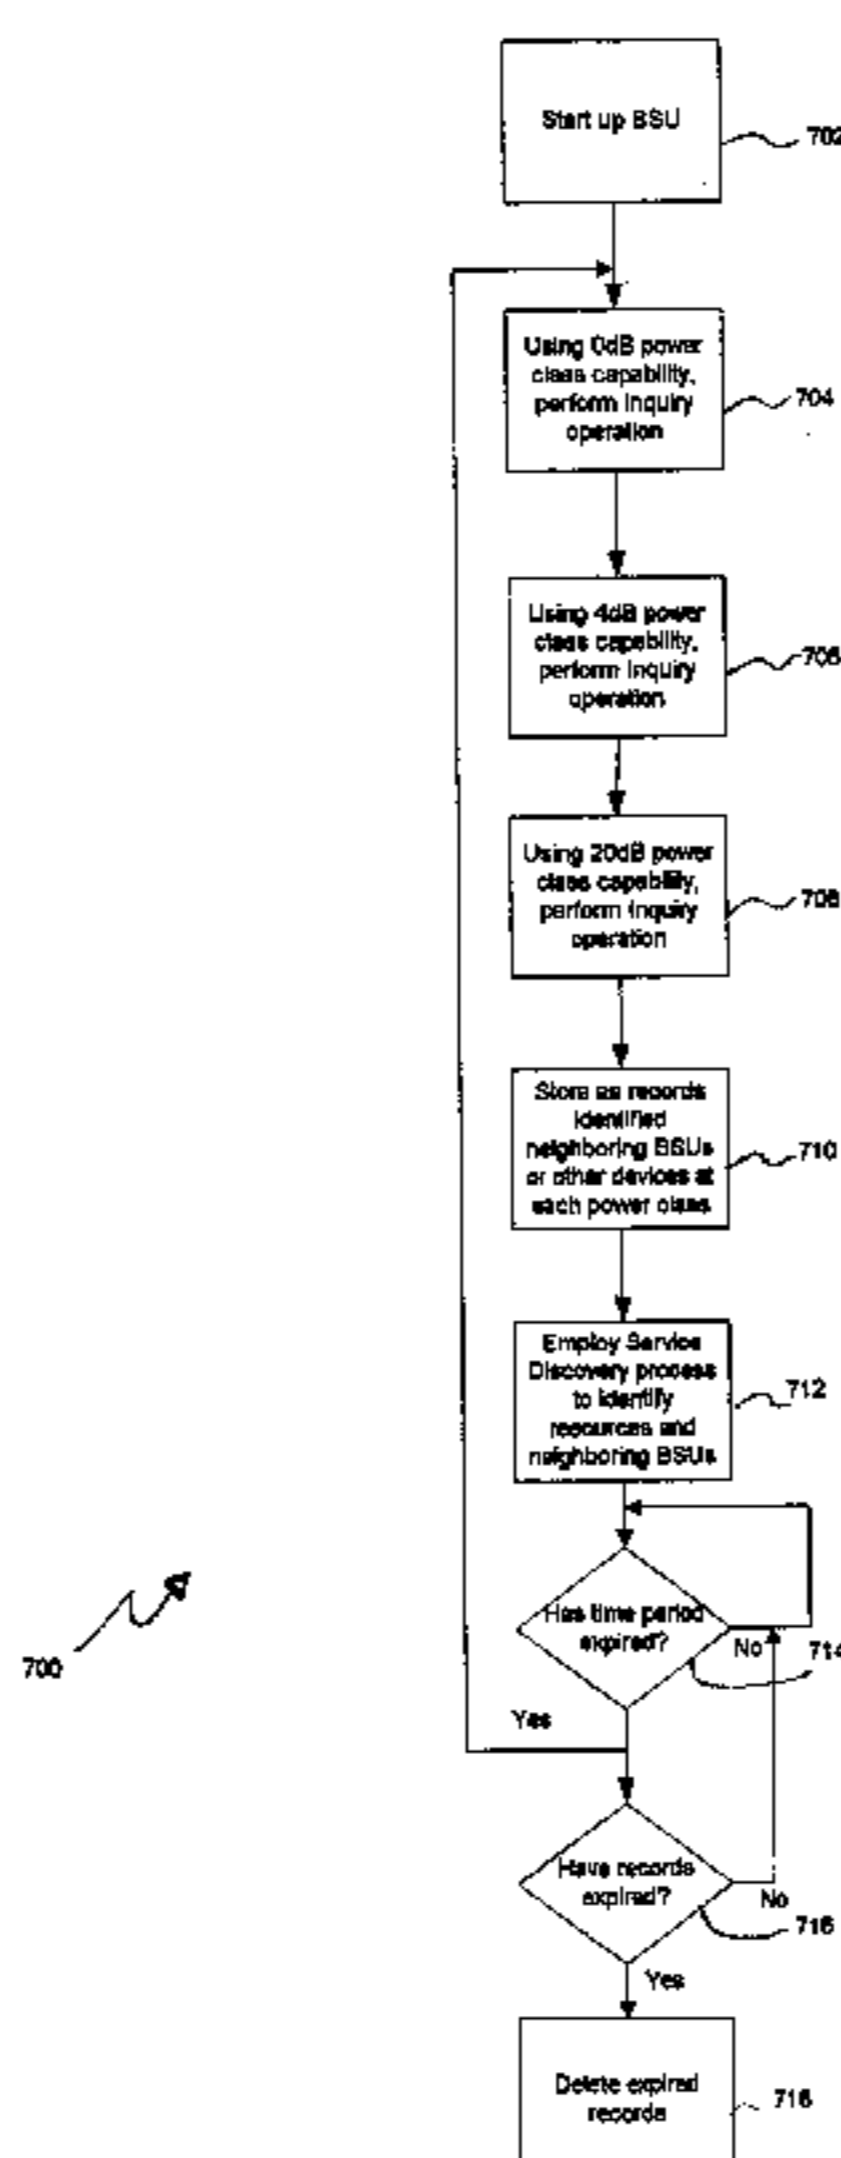 Start up BSU
702
Using 0dB power
class capability,
perform inquiry
operation
704
Using 4dB power
class capability,
perform inquiry
operation
706
Using 20dB power
class capability,
perform inquiry
operation
708
Store as records
identified
neighboring BSUs
or other devices at
each power class
710
Employ Service
Discovery process
to identify
resources and
neighboring BSUs
712
Has time period
expired?
No
714
700
Yes
Have records
expired?
No
716
Yes
Delete expired
records
718